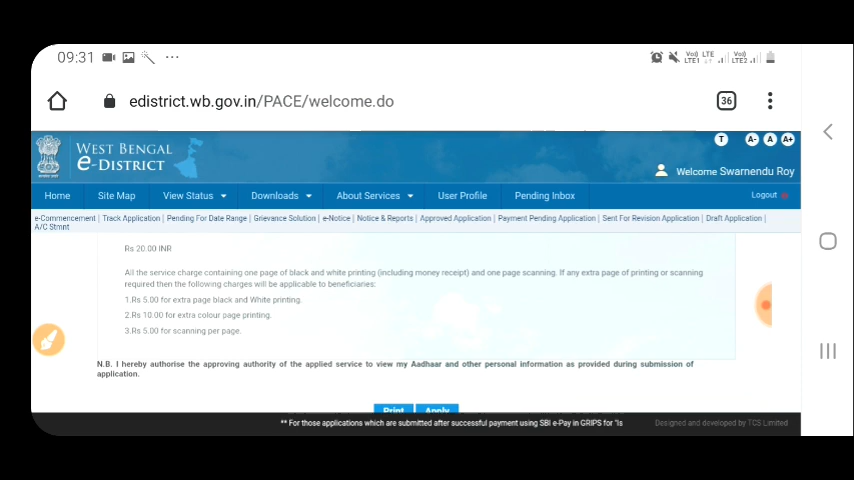 09:31
Voo) LTE Voo)
LTE1 LTE2
edistrict.wb.gov.in/PACE/welcome.do
36
WEST BENGAL
e-DISTRICT
T A- A A+
Welcome Swarnendu Roy
Home Site Map View Status Downloads About Services User Profile Pending Inbox Logout
e-Commencement | Track Application | Pending For Date Range | Grievance Solution | e-Notice | Notice & Reports | Approved Application | Payment Pending Application | Sent For Revision Application | Draft Application |
A/C Stmnt
Rs 20.00 INR
All the service charge containing one page of black and white printing (including money receipt) and one page scanning. If any extra page of printing or scanning
required then the following charges will be applicable to beneficiaries:
1.Rs 5.00 for extra page black and White printing.
2.Rs 10.00 for extra colour page printing.
3.Rs 5.00 for scanning per page.
N.B. I hereby authorise the approving authority of the applied service to view my Aadhaar and other personal information as provided during submission of
application.
Print Apply
** For those applications which are submitted after successful payment using SBI e-Pay in GRIPS for "Is
Designed and developed by TCS Limited